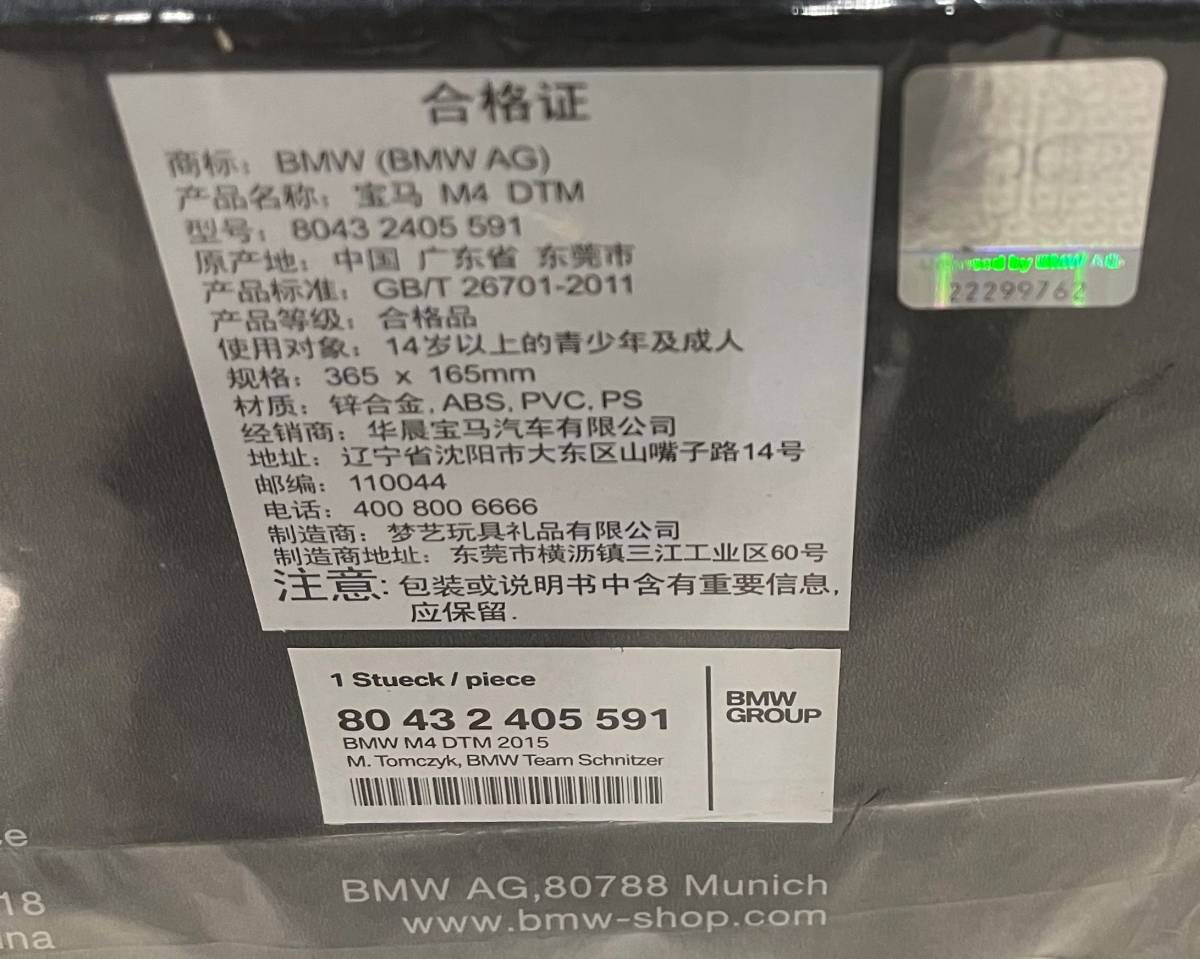 合格证
商标：BMW (BMW AG)
产品名称：宝马 M4 DTM
型号：8043 2405 591
原产地：中国 广东省 东莞市
产品标准：GB/T 26701-2011
产品等级：合格品
使用对象：14岁以上的青少年及成人
规格：365 x 165mm
材质：锌合金, ABS, PVC, PS
经销商：华晨宝马汽车有限公司
地址：辽宁省沈阳市大东区山嘴子路14号
邮编：110044
电话：400 800 6666
制造商：梦艺玩具礼品有限公司
制造商地址：东莞市横沥镇三江工业区60号
注意: 包装或说明书中含有重要信息,
应保留.
by BMW AG.
22299762
1 Stueck / piece
80 43 2 405 591
BMW M4 DTM 2015
M. Tomczyk, BMW Team Schnitzer
BMW
GROUP
BMW AG,80788 Munich
www.bmw-shop.com
18